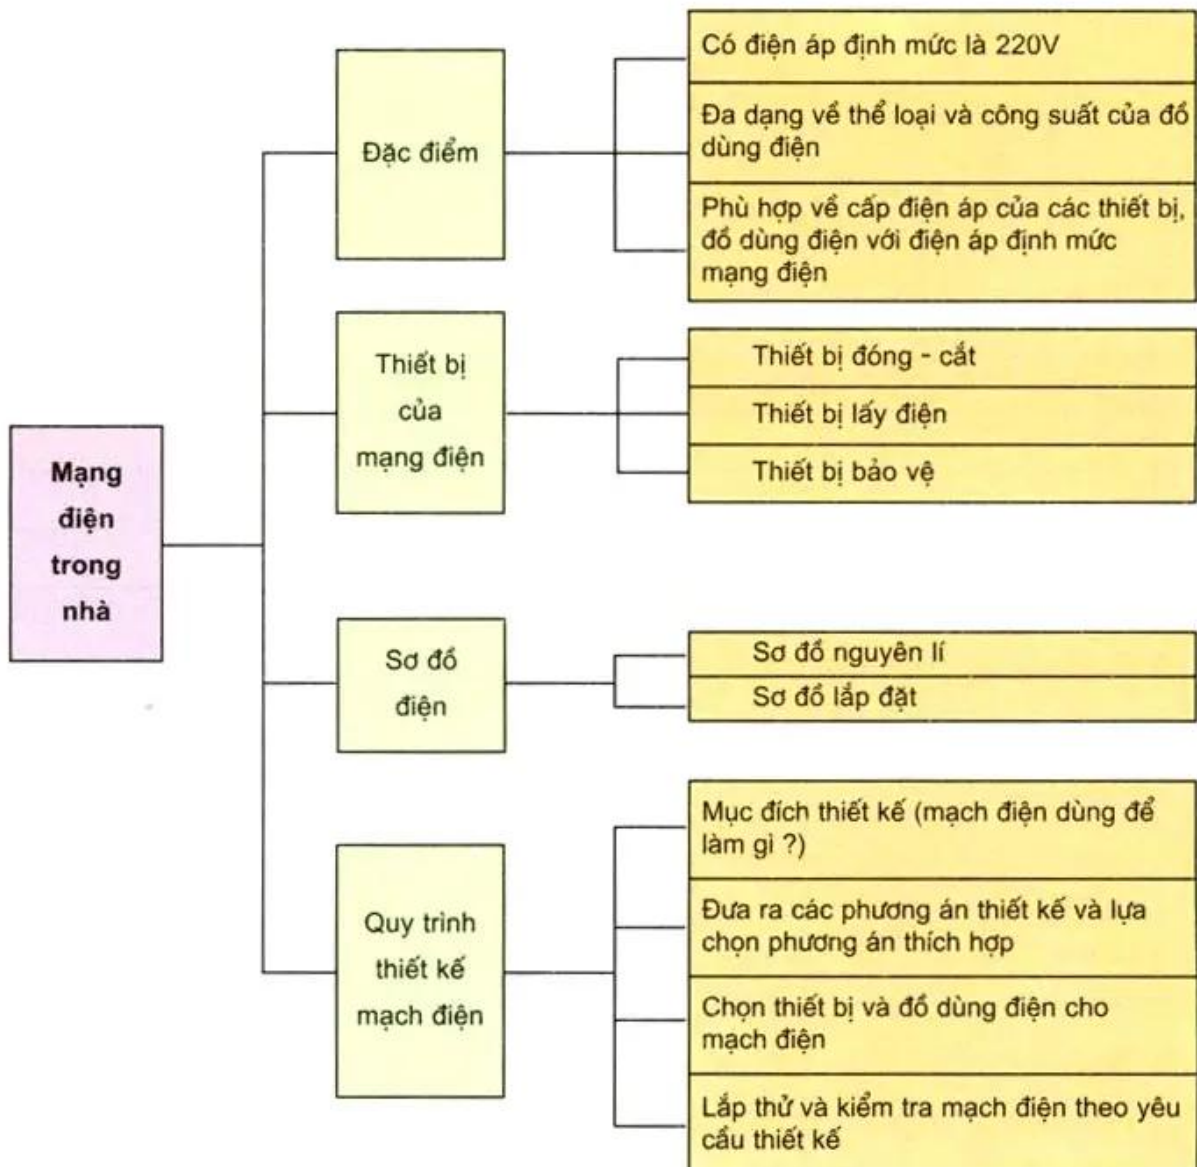 Mạng
điện
trong
nhà
Đặc điểm
Có điện áp định mức là 220V
Đa dạng về thể loại và công suất của đồ
dùng điện
Phù hợp về cấp điện áp của các thiết bị,
đồ dùng điện với điện áp định mức
mạng điện
Thiết bị
của
mạng điện
Thiết bị đóng - cắt
Thiết bị lấy điện
Thiết bị bảo vệ
Sơ đồ
điện
Sơ đồ nguyên lí
Sơ đồ lắp đặt
Quy trình
thiết kế
mạch điện
Mục đích thiết kế (mạch điện dùng để
làm gì ?)
Đưa ra các phương án thiết kế và lựa
chọn phương án thích hợp
Chọn thiết bị và đồ dùng điện cho
mạch điện
Lắp thử và kiểm tra mạch điện theo yêu
cầu thiết kế